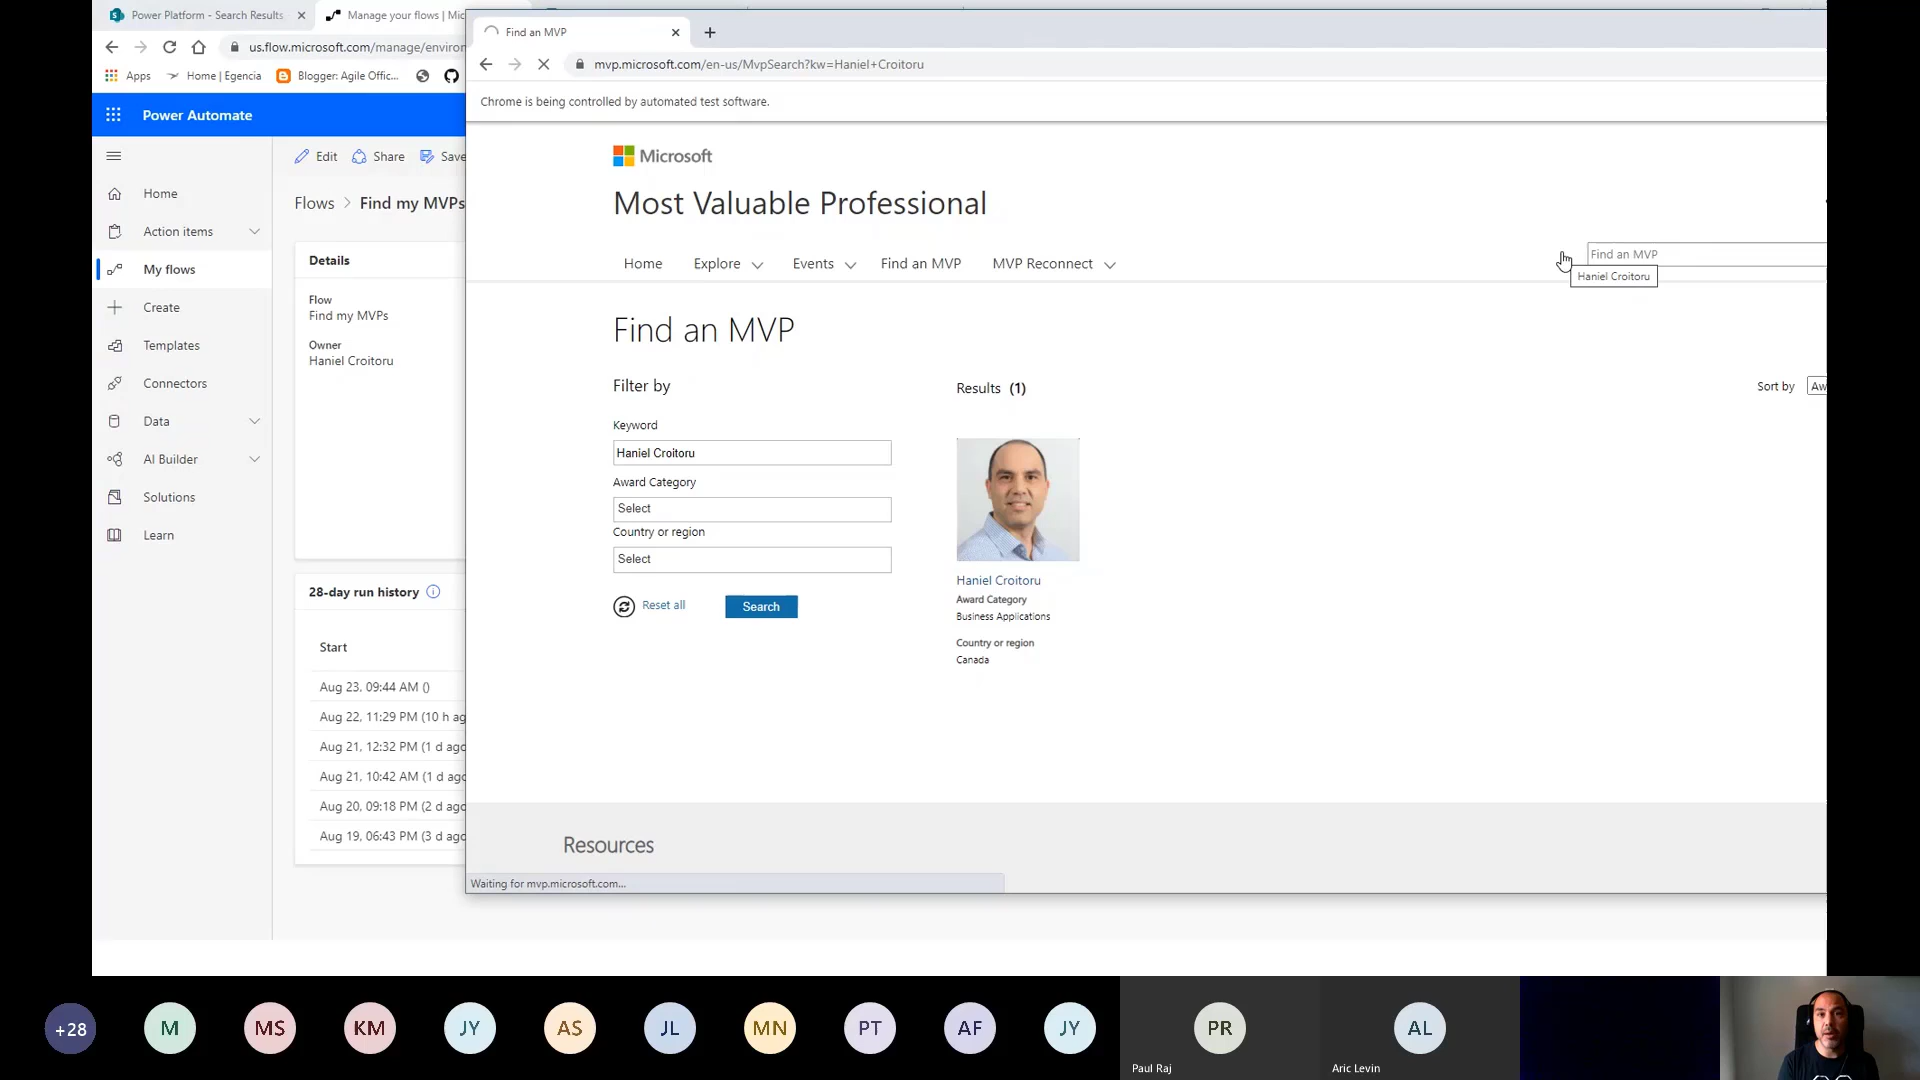 Power Platform - Search Results
Manage your flows | Mic
us.flow.microsoft.com/manage/environ
Apps
Home | Egencia
Blogger: Agile Offic...
Power Automate
Home
Action items
My flows
Create
Templates
Connectors
Data
AI Builder
Solutions
Learn
Edit
Share
Save
Flows > Find my MVPs
Details
Flow
Find my MVPs
Owner
Haniel Croitoru
28-day run history
Start
Aug 23, 09:44 AM ()
Aug 22, 11:29 PM (10 h ag
Aug 21, 12:32 PM (1 d ago
Aug 21, 10:42 AM (1 d ago
Aug 20, 09:18 PM (2 d ago
Aug 19, 06:43 PM (3 d ago
Find an MVP
mvp.microsoft.com/en-us/MvpSearch?kw=Haniel+Croitoru
Chrome is being controlled by automated test software.
Microsoft
Most Valuable Professional
Home
Explore
Events
Find an MVP
MVP Reconnect
Find an MVP
Haniel Croitoru
Find an MVP
Filter by
Keyword
Haniel Croitoru
Award Category
Select
Country or region
Select
Reset all
Search
Results (1)
Sort by
Aw
Haniel Croitoru
Award Category
Business Applications
Country or region
Canada
Resources
Waiting for mvp.microsoft.com...
+28
M
MS
KM
JY
AS
JL
MN
PT
AF
JY
PR
Paul Raj
AL
Aric Levin